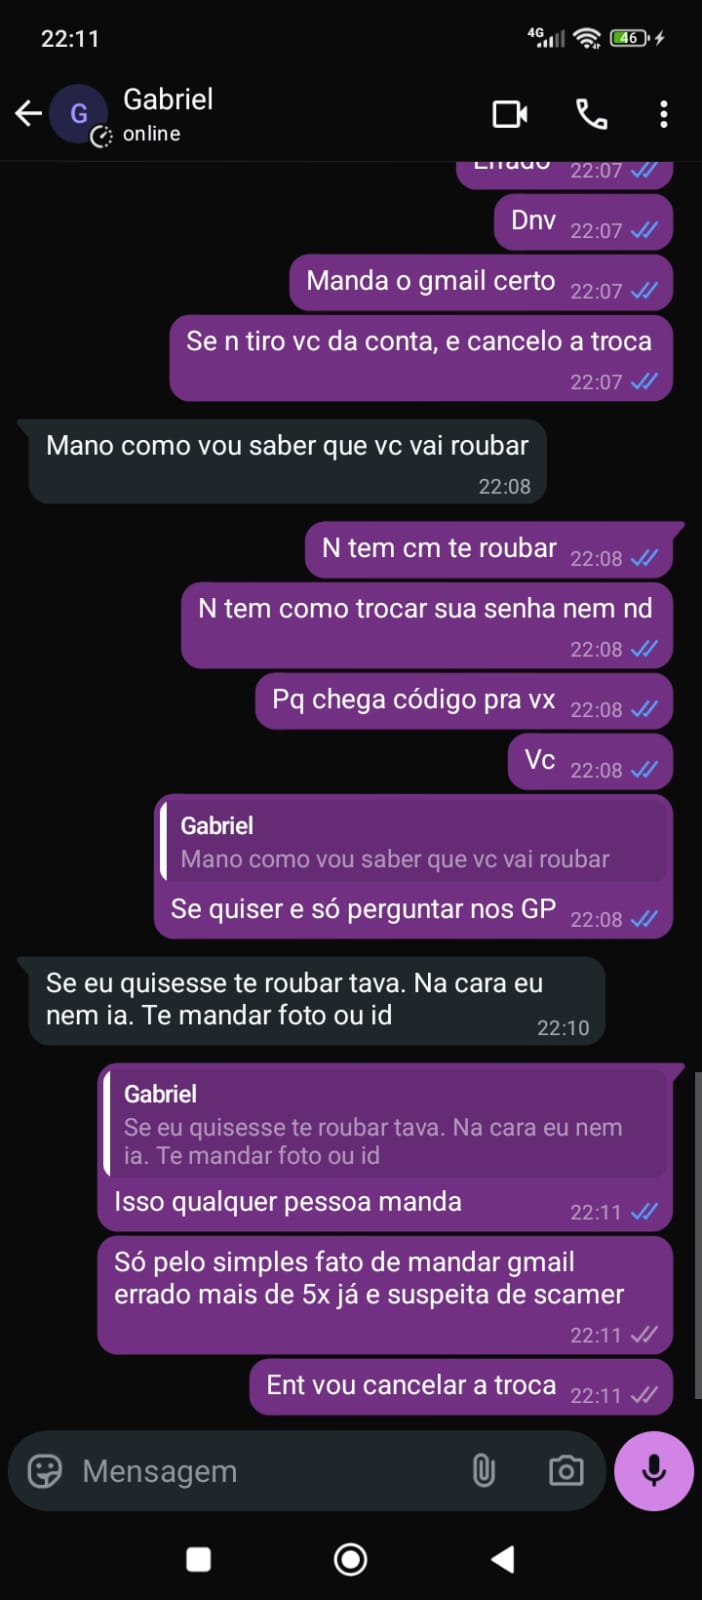 22:11
4G
46
G
Gabriel
online
Errado 22:07
Dnv 22:07
Manda o gmail certo 22:07
Se n tiro vc da conta, e cancelo a troca
22:07
Mano como vou saber que vc vai roubar
22:08
N tem cm te roubar 22:08
N tem como trocar sua senha nem nd
22:08
Pq chega código pra vx 22:08
Vc 22:08
Gabriel
Mano como vou saber que vc vai roubar
Se quiser e só perguntar nos GP 22:08
Se eu quisesse te roubar tava. Na cara eu
nem ia. Te mandar foto ou id
22:10
Gabriel
Se eu quisesse te roubar tava. Na cara eu nem
ia. Te mandar foto ou id
Isso qualquer pessoa manda 22:11
Só pelo simples fato de mandar gmail
errado mais de 5x já e suspeita de scamer
22:11
Ent vou cancelar a troca 22:11
Mensagem